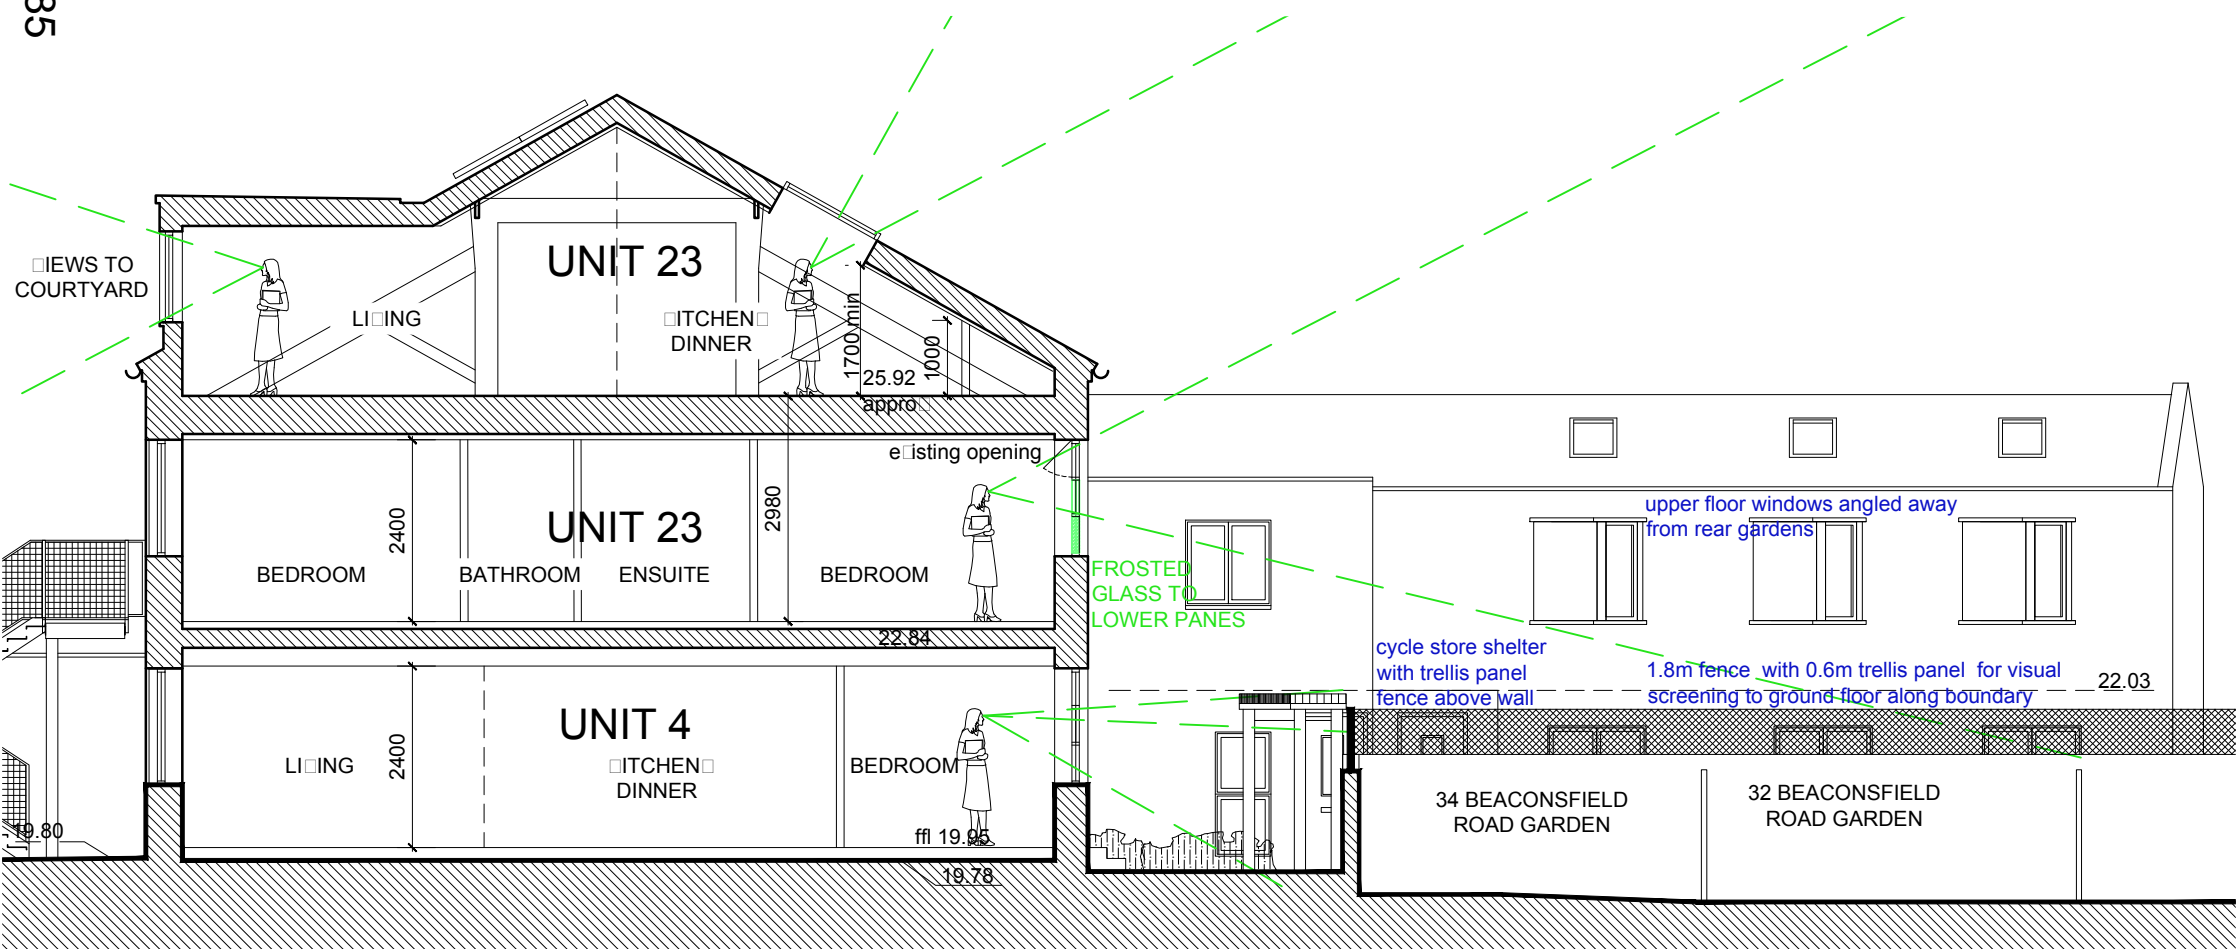 35
□IEWS TO
COURTYARD
UNIT 23
LI□ING
□ITCHEN□
DINNER
1700 min
1000
25.92
appro□
e□isting opening
2400
UNIT 23
2980
BEDROOM
BATHROOM
ENSUITE
BEDROOM
22.84
FROSTED
GLASS TO
LOWER PANES
upper floor windows angled away
from rear gardens
cycle store shelter
with trellis panel
fence above wall
1.8m fence with 0.6m trellis panel for visual
screening to ground floor along boundary
22.03
UNIT 4
2400
LI□ING
□ITCHEN□
DINNER
BEDROOM
ffl 19.95
19.80
19.78
34 BEACONSFIELD
ROAD GARDEN
32 BEACONSFIELD
ROAD GARDEN